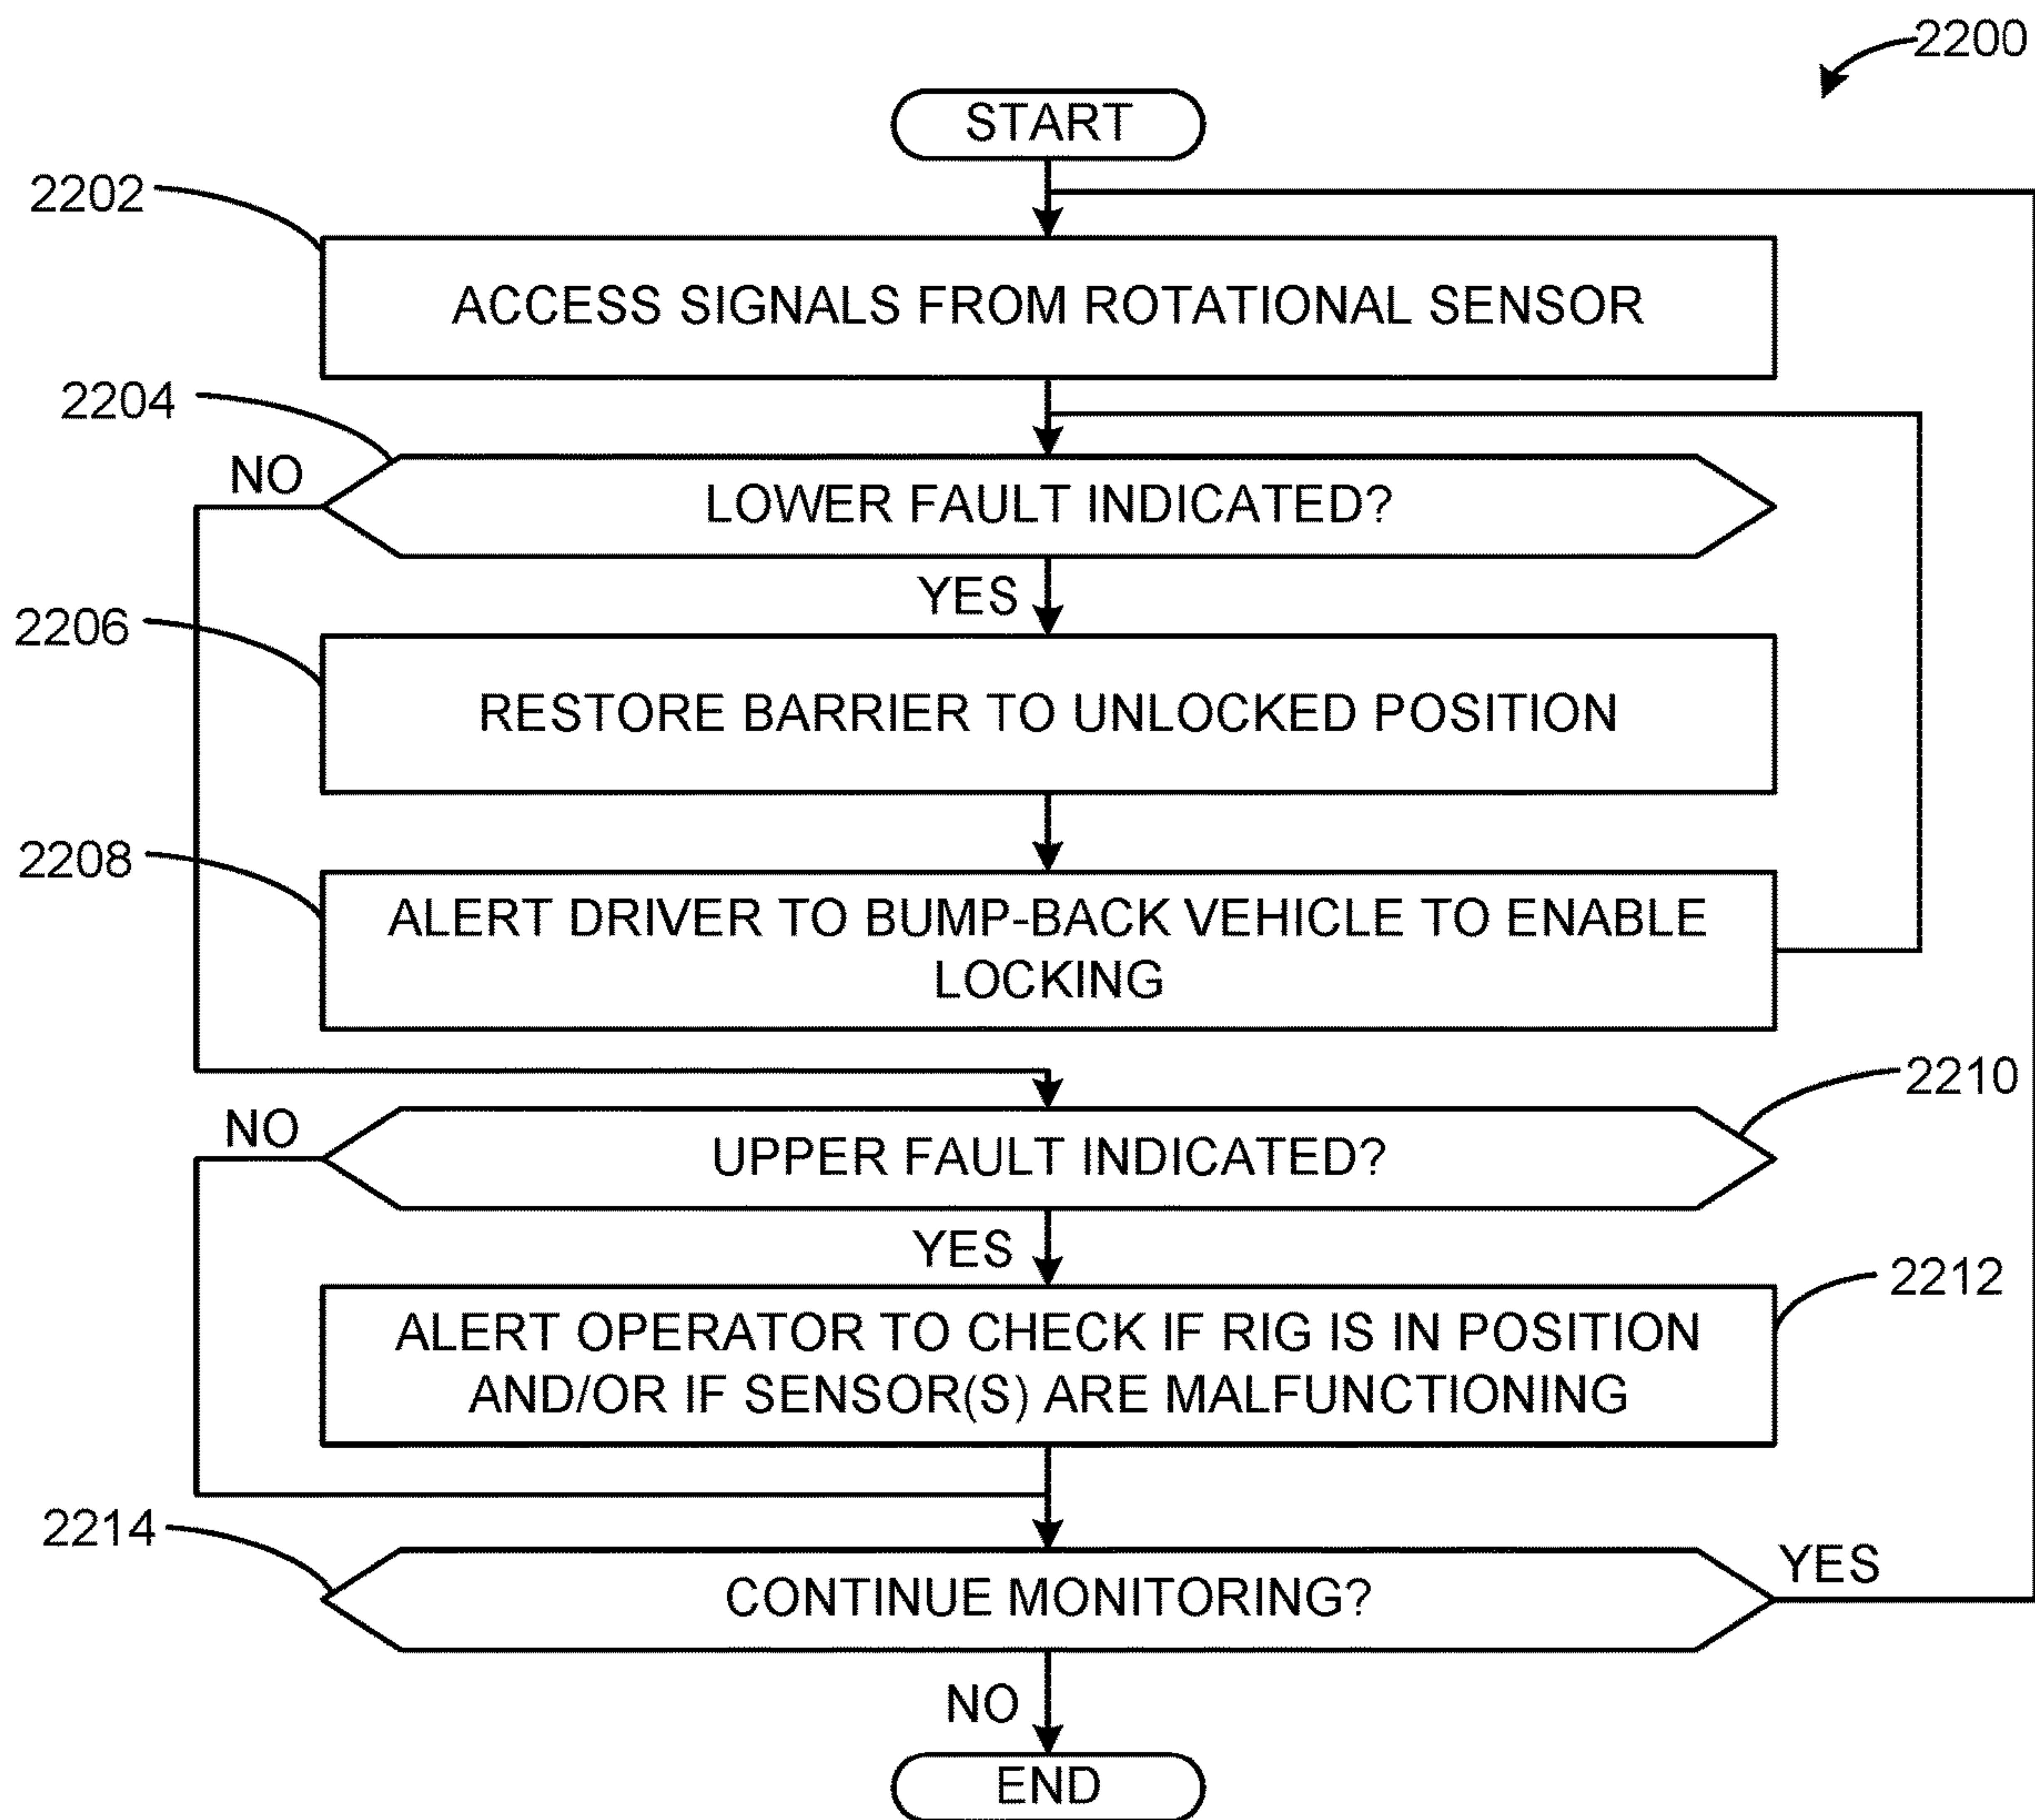 2200
START
2202
ACCESS SIGNALS FROM ROTATIONAL SENSOR
2204
NO
LOWER FAULT INDICATED?
YES
2206
RESTORE BARRIER TO UNLOCKED POSITION
2208
ALERT DRIVER TO BUMP-BACK VEHICLE TO ENABLE
LOCKING
2210
NO
UPPER FAULT INDICATED?
YES
2212
ALERT OPERATOR TO CHECK IF RIG IS IN POSITION
AND/OR IF SENSOR(S) ARE MALFUNCTIONING
2214
CONTINUE MONITORING?
YES
NO
END